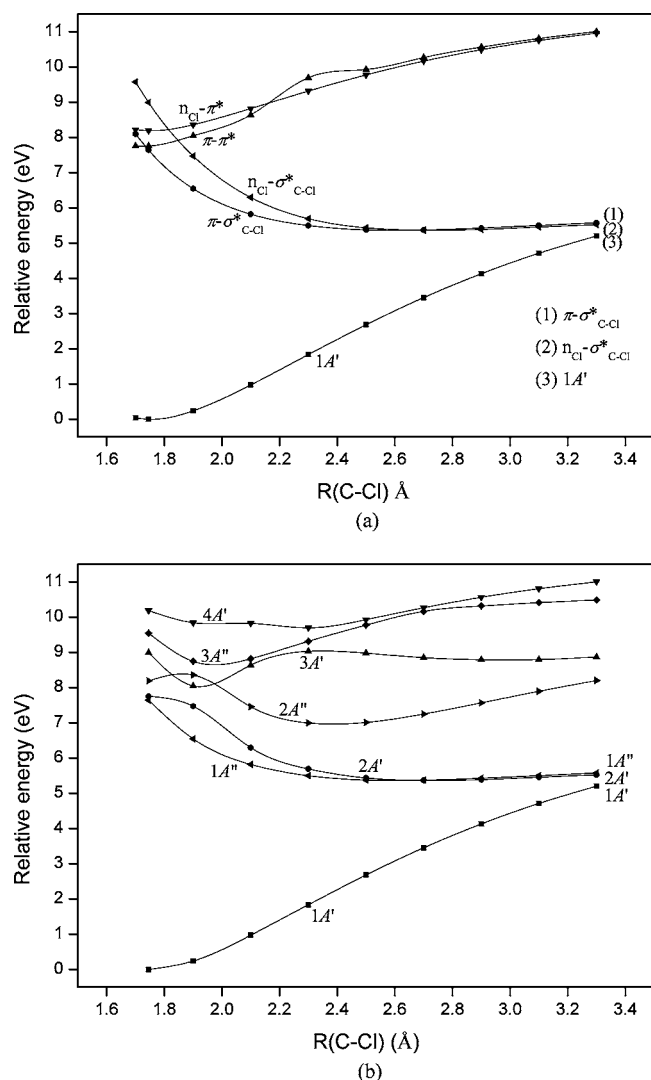 11
10
9
8
7
6
5
4
3
2
1
0
Relative energy (eV)
n_Cl-π*
π-π*
n_Cl-σ*_C-Cl
π-σ*_C-Cl
1A'
(1)
(2)
(3)
(1) π-σ*_C-Cl
(2) n_Cl-σ*_C-Cl
(3) 1A'
1.6 1.8 2.0 2.2 2.4 2.6 2.8 3.0 3.2 3.4
R(C-Cl) Å
(a)
11
10
9
8
7
6
5
4
3
2
1
0
Relative energy (eV)
4A'
3A"
3A'
2A"
1A"
2A'
1A"
2A'
1A'
1A'
1.6 1.8 2.0 2.2 2.4 2.6 2.8 3.0 3.2 3.4
R(C-Cl) (Å)
(b)